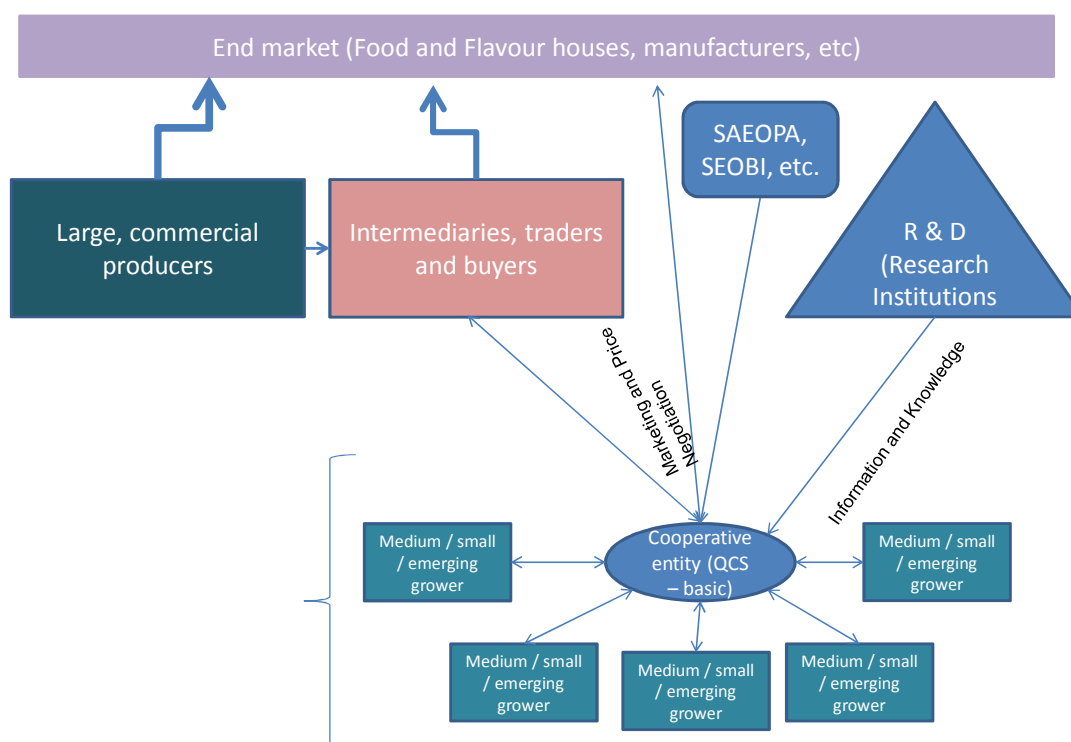 End market (Food and Flavour houses, manufacturers, etc)
SAEOPA,
SEOBI, etc.
Large, commercial
producers
Intermediaries, traders
and buyers
R & D
(Research
Institutions
Marketing and Price
Negotiation
Information and Knowledge
Cooperative
entity (QCS
– basic)
Medium / small
/ emerging
grower
Medium / small
/ emerging
grower
Medium / small
/ emerging
grower
Medium / small
/ emerging
grower
Medium / small
/ emerging
grower